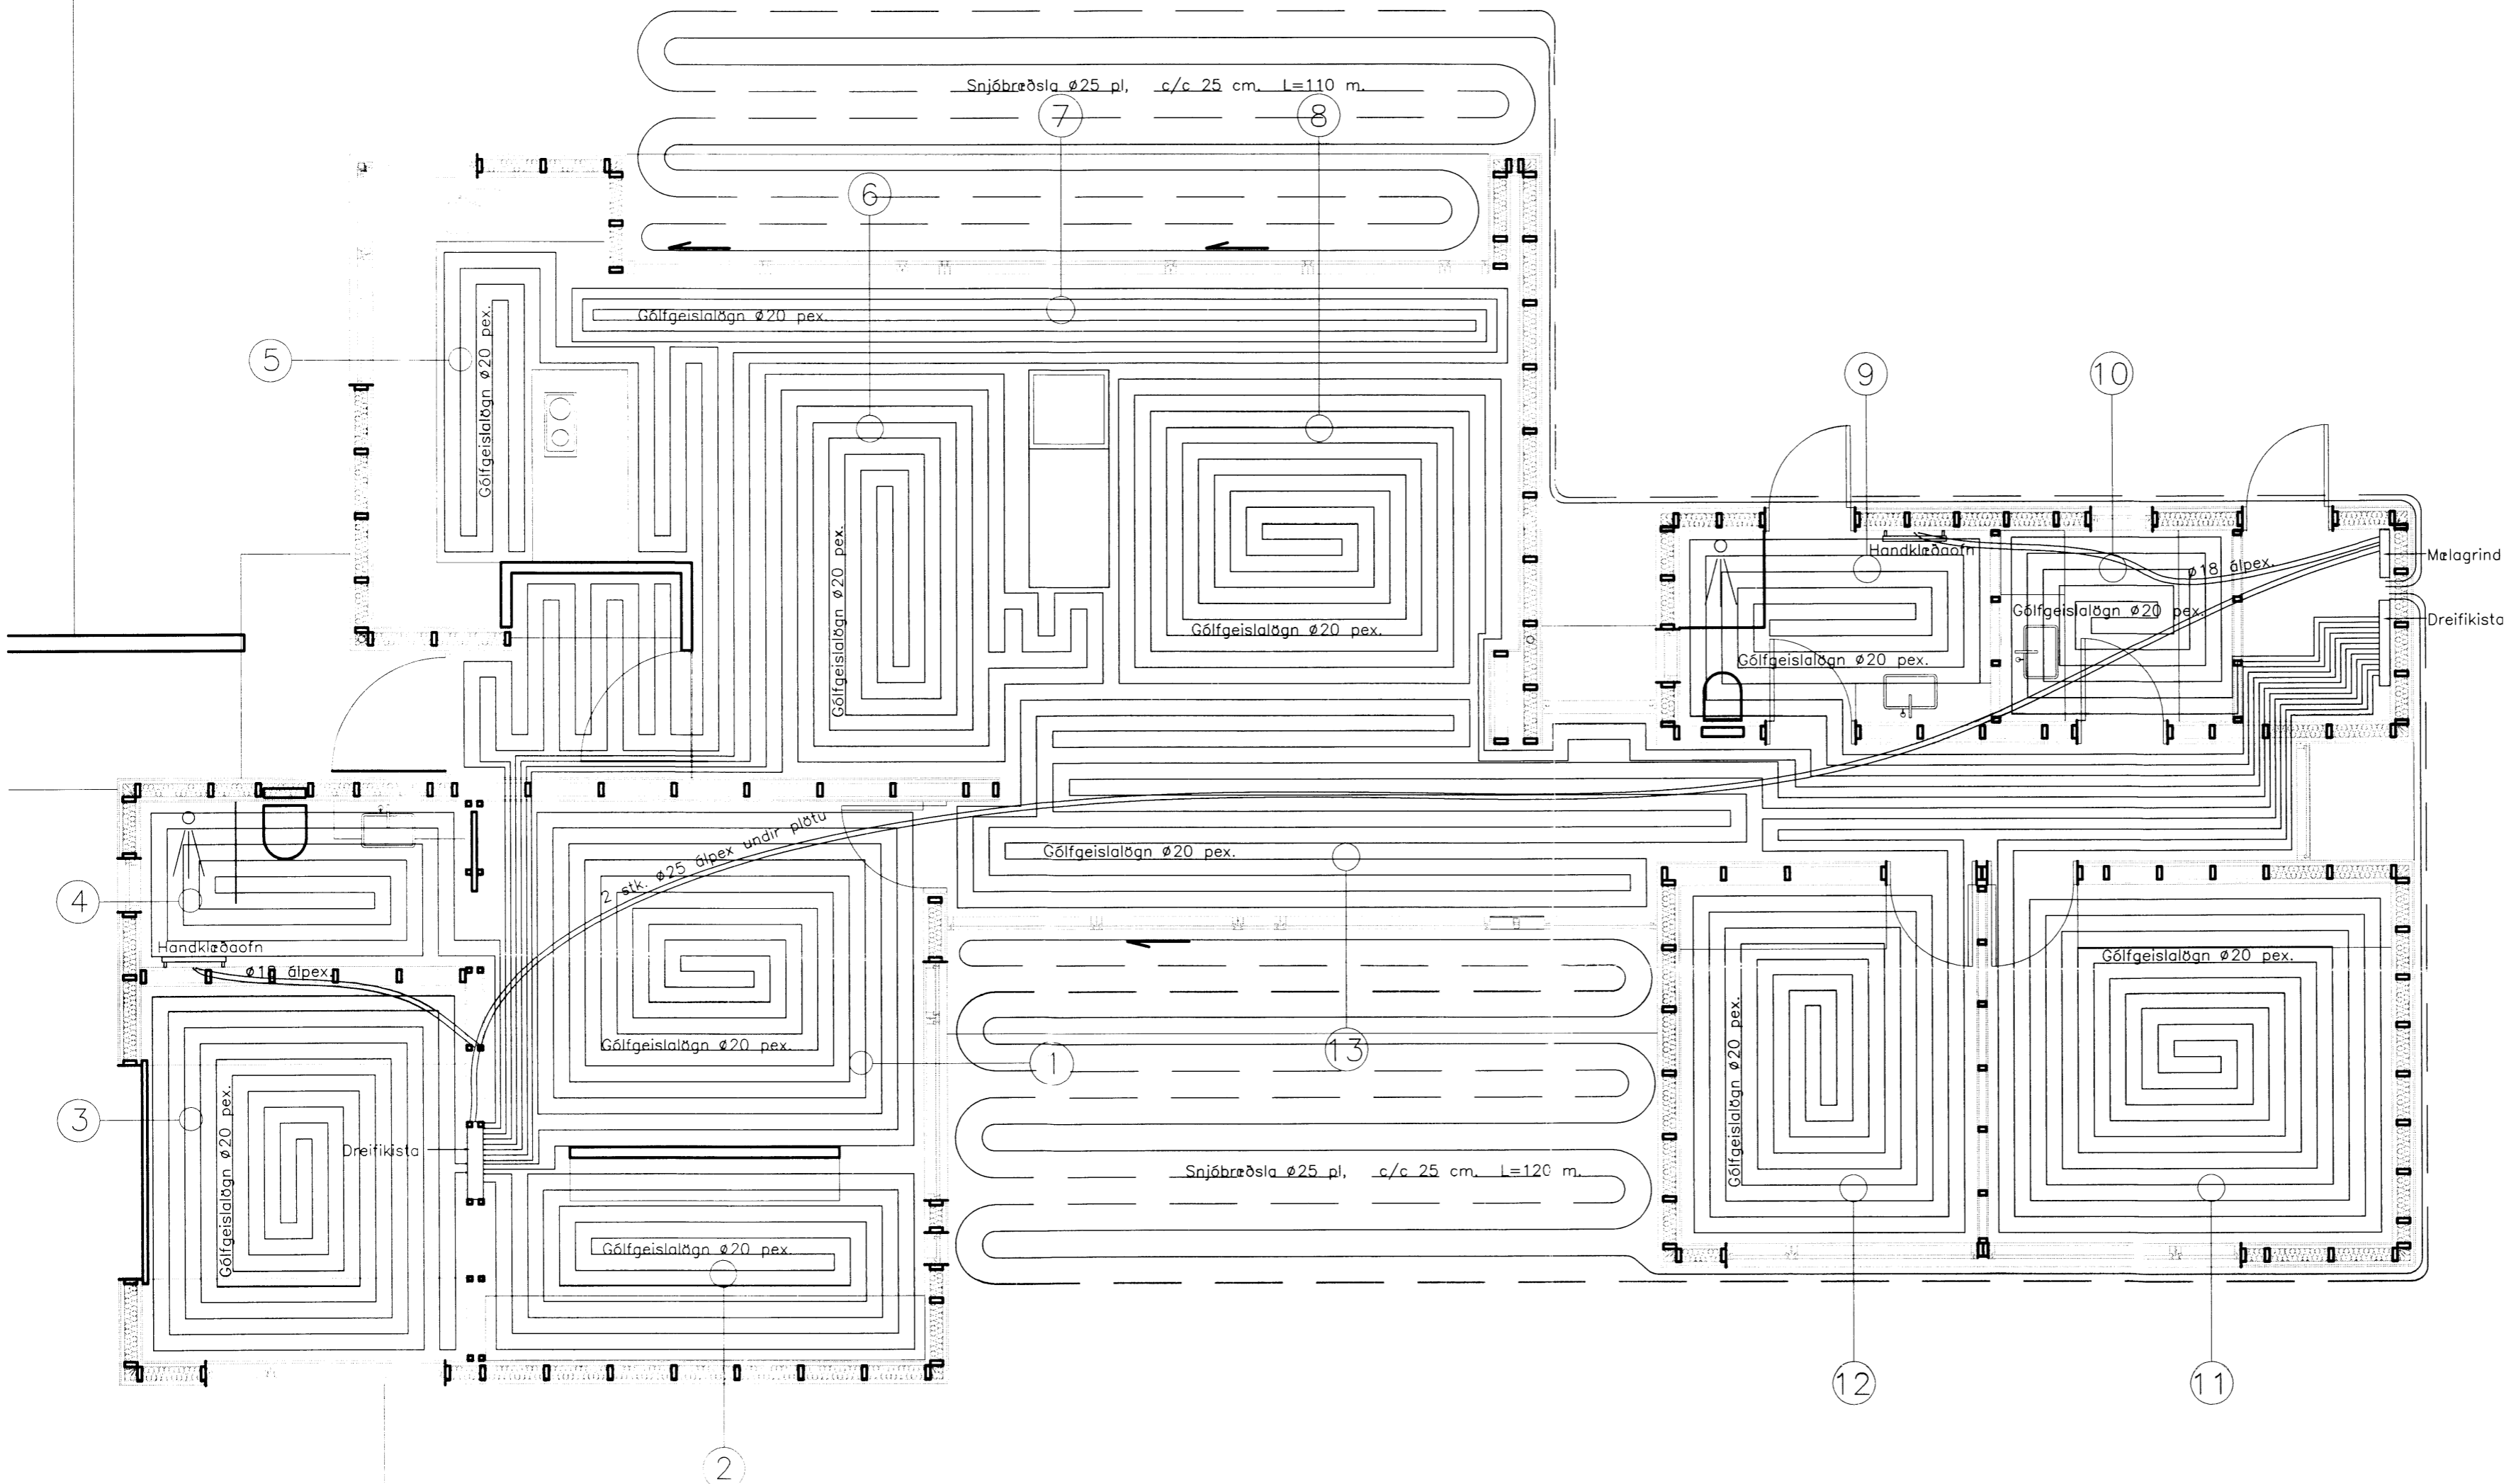 Snjóbræðsla ø25 pl, c/c 25 cm. L=110 m.
7
8
6
Gólfgeislalögn ø20 pex.
5
Gólfgeislalögn ø20 pex.
9
10
Gólfgeislalögn ø20 pex.
Handklæðaofn
Mælagrind
ø18 álpex.
Gólfgeislalögn ø20 pex.
Dreifikista
Gólfgeislalögn ø20 pex.
Gólfgeislalögn ø20 pex.
2 stk. ø25 álpex undir plötu
Gólfgeislalögn ø20 pex.
4
Handklæðaofn
ø18 álpex.
Gólfgeislalögn ø20 pex.
Gólfgeislalögn ø20 pex.
1
13
Gólfgeislalögn ø20 pex.
3
Gólfgeislalögn ø20 pex.
Dreifikista
Snjóbræðsla ø25 pl, c/c 25 cm. L=120 m.
Gólfgeislalögn ø20 pex.
12
11
2